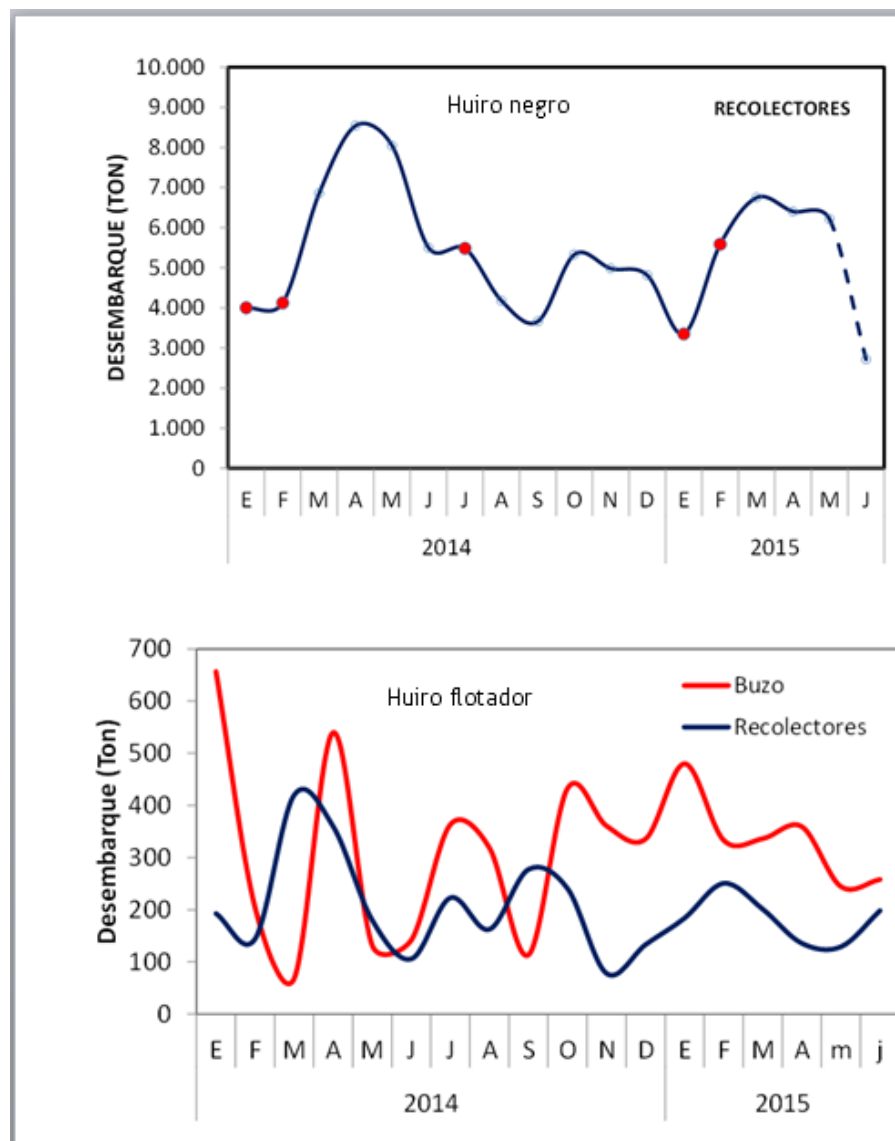 DESEMBARQUE (TON)
10.000
9.000
8.000
7.000
6.000
5.000
4.000
3.000
2.000
1.000
0
Huiro negro
RECOLECTORES
E F M A M J J A S O N D E F M A M J
2014 2015
Desembarque (Ton)
700
600
500
400
300
200
100
0
Huiro flotador
Buzo
Recolectores
E F M A M J J A S O N D E F M A m j
2014 2015